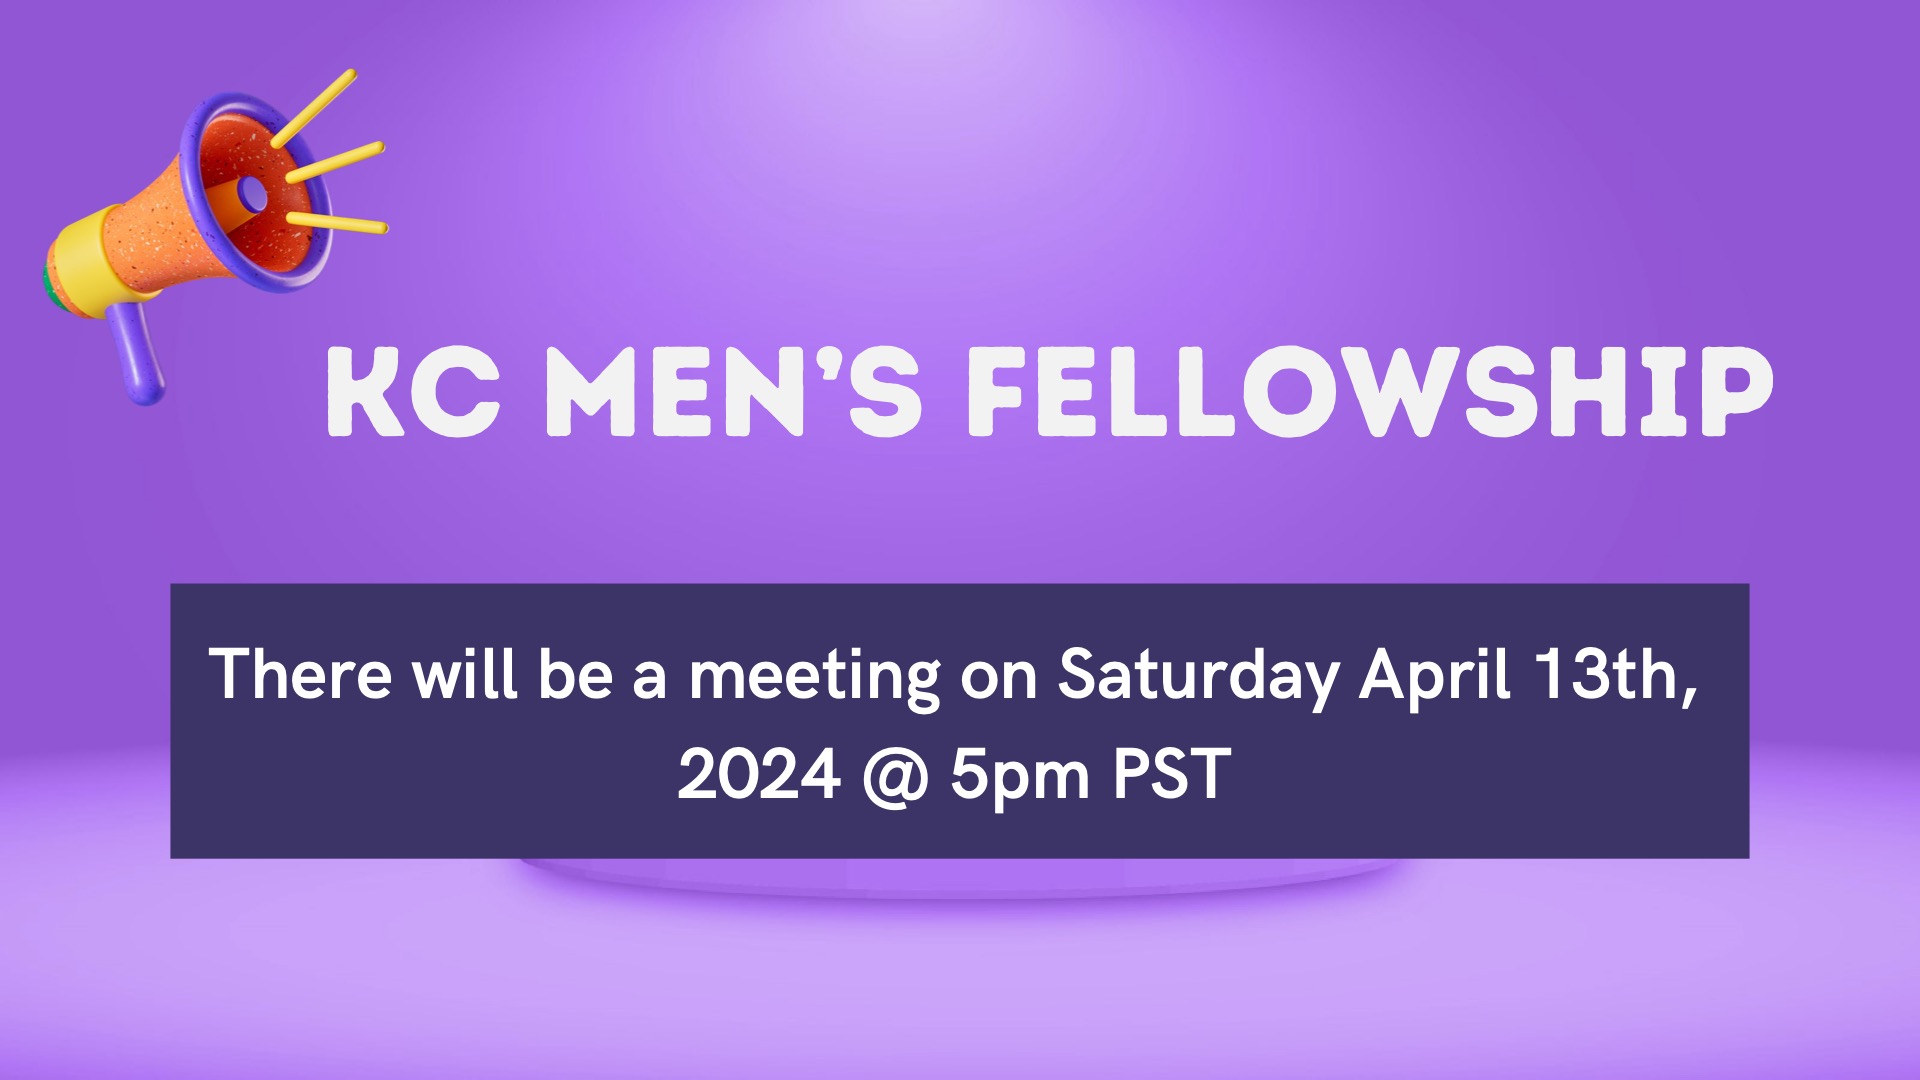 KC MEN’S FELLOWSHIP
There will be a meeting on Saturday April 13th,
2024 @ 5pm PST